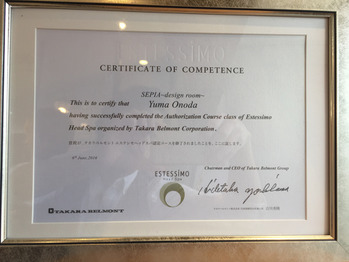 ESTESSiMO
CERTIFICATE OF COMPETENCE
SEPIA~design room~
This is to certify that Yuma Onoda
having successfully completed the Authorization Course class of Estessimo
Head Spa organized by Takara Belmont Corporation.
6th June, 2010
Chairman and CEO of Takara Belmont Group
ESTESSiMO
TAKARA BELMONT